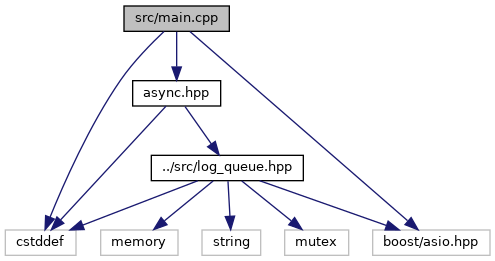 src/main.cpp
async.hpp
../src/log_queue.hpp
cstddef
memory
string
mutex
boost/asio.hpp